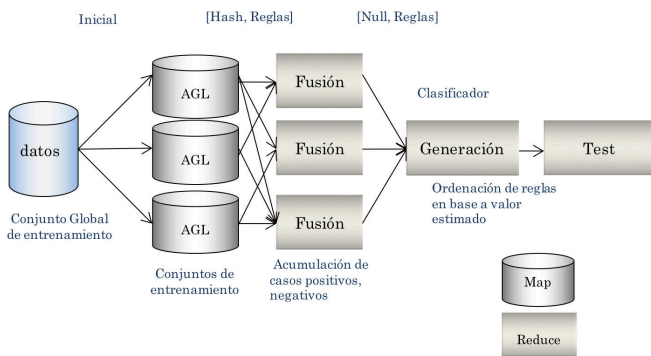 Inicial
[Hash, Reglas]
[Null, Reglas]
AGL
Fusión
Clasificador
datos
AGL
Fusión
Generación
Test
Conjunto Global
de entrenamiento
AGL
Fusión
Ordenación de reglas
en base a valor
estimado
Conjuntos de
entrenamiento
Acumulación de
casos positivos,
negativos
Map
Reduce